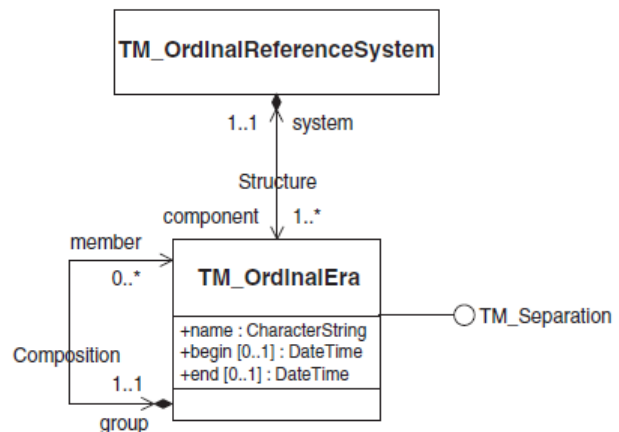 TM_OrdInalReferenceSystem
1..1 system
Structure
component 1..*
member
0..*
TM_OrdInalEra
TM_Separation
+name : CharacterString
+begin [0..1] : DateTime
+end [0..1] : DateTime
Composition
1..1
group